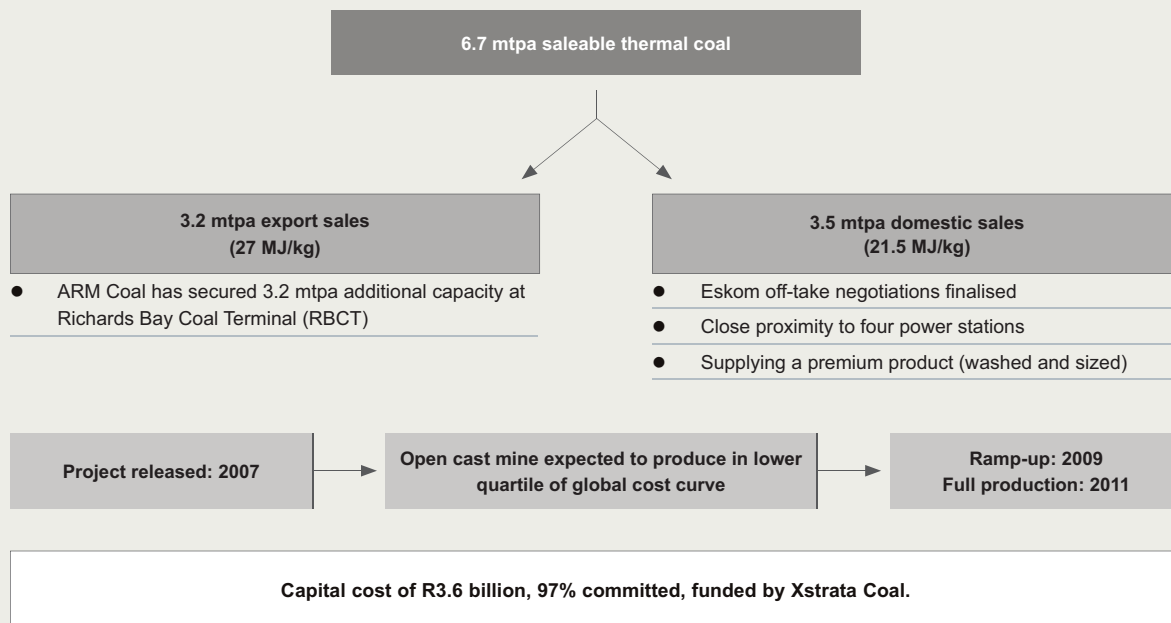 6.7 mtpa saleable thermal coal
3.2 mtpa export sales
(27 MJ/kg)
● ARM Coal has secured 3.2 mtpa additional capacity at
Richards Bay Coal Terminal (RBCT)
3.5 mtpa domestic sales
(21.5 MJ/kg)
● Eskom off-take negotiations finalised
● Close proximity to four power stations
● Supplying a premium product (washed and sized)
Project released: 2007
Open cast mine expected to produce in lower
quartile of global cost curve
Ramp-up: 2009
Full production: 2011
Capital cost of R3.6 billion, 97% committed, funded by Xstrata Coal.